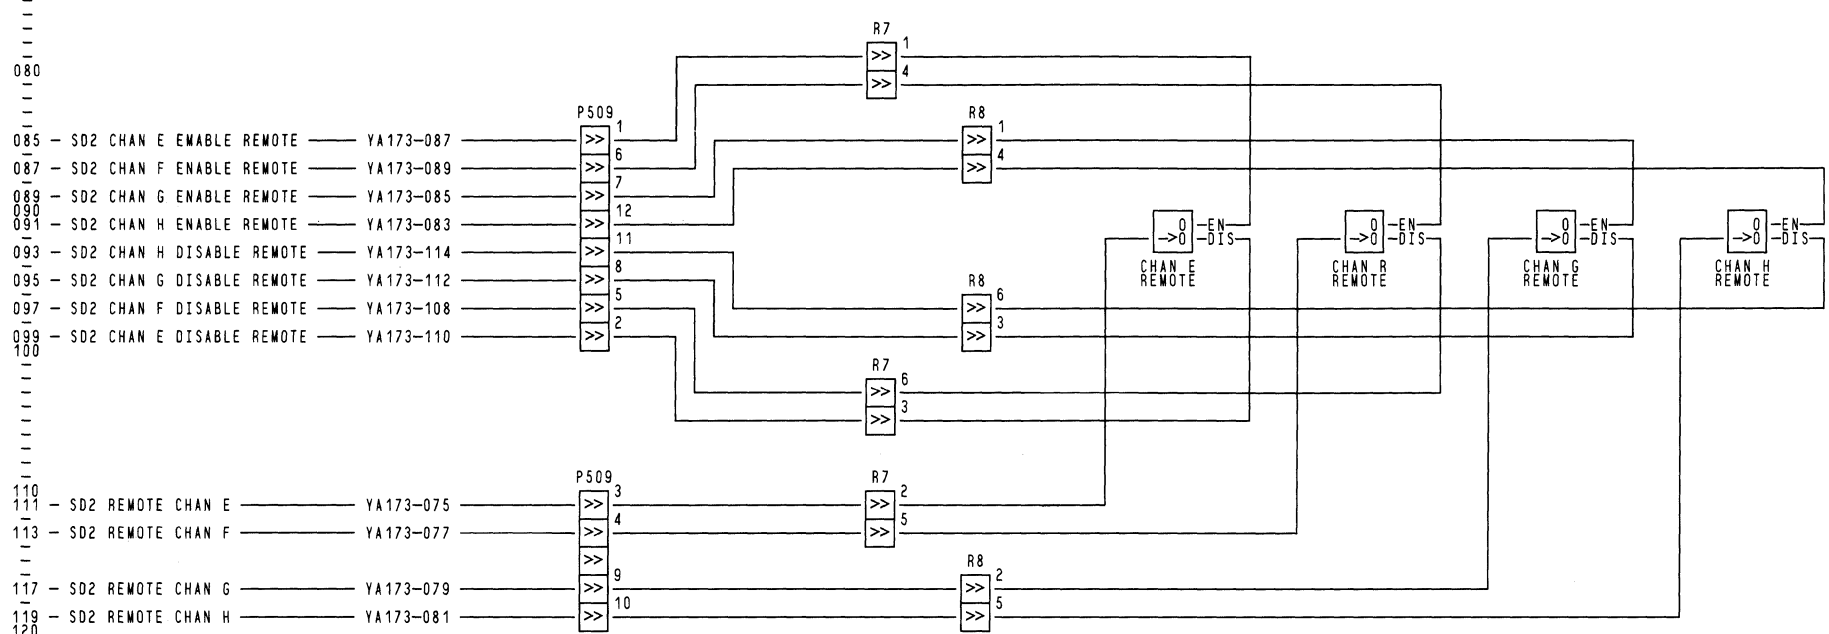 R7
1
080
4
P509
R8
1
1
085 — SD2 CHAN E EMABLE REMOTE —— YA173—087 >>
6
4
087 — SD2 CHAN F ENABLE REMOTE —— YA173—089 >>
7
089 — SD2 CHAN G ENABLE REMOTE —— YA173—085 >>
090
12
091 — SD2 CHAN H ENABLE REMOTE —— YA173—083 >>
0 —EN 0 —EN 0 —EN 0 —EN
—>0 —DIS —>0 —DIS —>0 —DIS —>0 —DIS
11
093 — SD2 CHAN H DISABLE REMOTE —— YA173—114 >>
CHAN E CHAN R CHAN G CHAN H
REMOTE REMOTE REMOTE REMOTE
8
095 — SD2 CHAN G DISABLE REMOTE —— YA173—112 >>
R8
5
6
097 — SD2 CHAN F DISABLE REMOTE —— YA173—108 >>
2
3
099 — SD2 CHAN E DISABLE REMOTE —— YA173—110 >>
100
R7
6
3
P509
R7
110
3
2
111 — SD2 REMOTE CHAN E —— YA173—075 >>
4
5
113 — SD2 REMOTE CHAN F —— YA173—077 >>
>>
R8
9
2
117 — SD2 REMOTE CHAN G —— YA173—079 >>
10
5
119 — SD2 REMOTE CHAN H —— YA173—081 >>
120